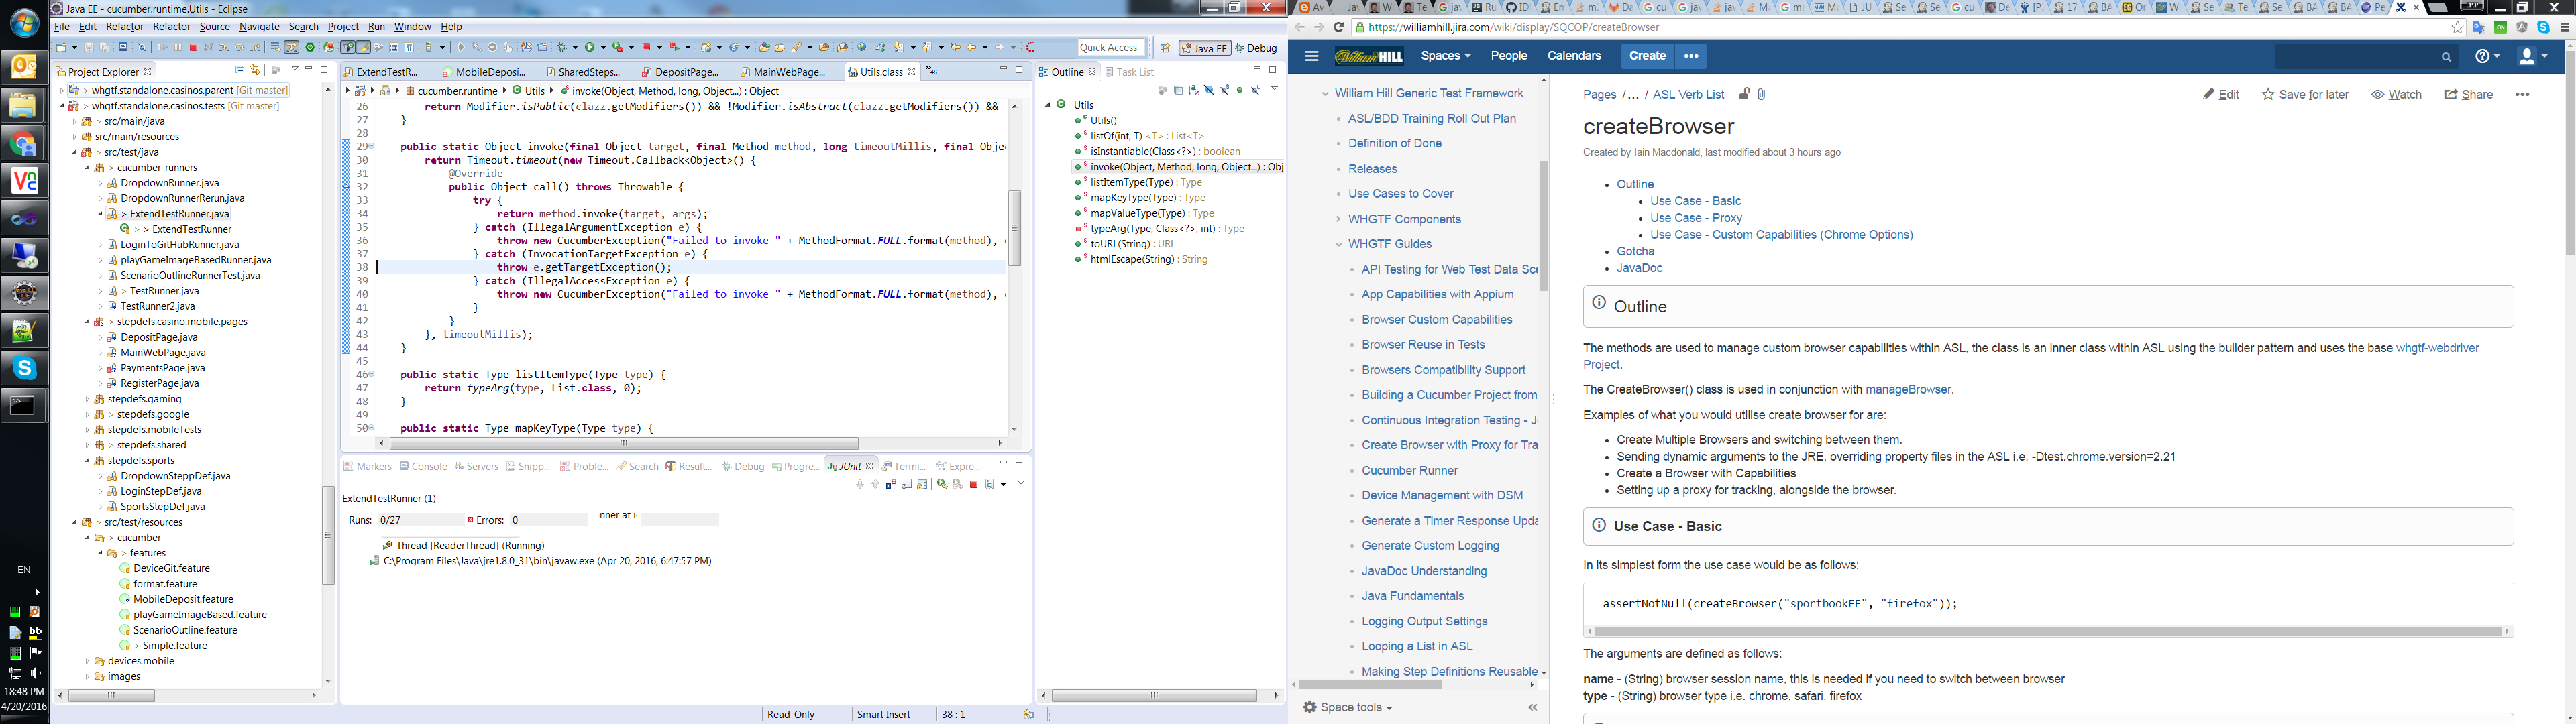 Java EE - cucumber.runtime.Utils - Eclipse
File Edit Refactor Refactor Source Navigate Search Project Run Window Help
Quick Access
Java EE
Debug
Project Explorer
> whgtf.standalone.casinos.parent [Git master]
> whgtf.standalone.casinos.tests [Git master]
> src/main/java
src/main/resources
> src/test/java
> cucumber_runners
DropdownRunner.java
DropdownRunnerRerun.java
> ExtendTestRunner.java
> > ExtendTestRunner
LoginToGitHubRunner.java
playGameImageBasedRunner.java
ScenarioOutlineRunnerTest.java
> TestRunner.java
TestRunner2.java
> stepdefs.casino.mobile.pages
DepositPage.java
MainWebPage.java
PaymentsPage.java
RegisterPage.java
stepdefs.gaming
> stepdefs.google
stepdefs.mobileTests
> stepdefs.shared
stepdefs.sports
DropdownSteppDef.java
LoginStepDef.java
SportsStepDef.java
> src/test/resources
> cucumber
> features
DeviceGit.feature
format.feature
MobileDeposit.feature
playGameImageBased.feature
ScenarioOutline.feature
> Simple.feature
devices.mobile
images
ExtendTestR...
MobileDeposi...
SharedSteps...
DepositPage...
MainWebPage...
Utils.class
»48
cucumber.runtime
Utils
invoke(Object, Method, long, Object...) : Object
26 return Modifier.isPublic(clazz.getModifiers()) && !Modifier.isAbstract(clazz.getModifiers()) &&
27 }
28
29 public static Object invoke(final Object target, final Method method, long timeoutMillis, final Objec
30 return Timeout.timeout(new Timeout.Callback<Object>() {
31 @Override
32 public Object call() throws Throwable {
33 try {
34 return method.invoke(target, args);
35 } catch (IllegalArgumentException e) {
36 throw new CucumberException("Failed to invoke " + MethodFormat.FULL.format(method),
37 } catch (InvocationTargetException e) {
38 throw e.getTargetException();
39 } catch (IllegalAccessException e) {
40 throw new CucumberException("Failed to invoke " + MethodFormat.FULL.format(method),
41 }
42 }
43 }, timeoutMillis);
44 }
45
46 public static Type listItemType(Type type) {
47 return typeArg(type, List.class, 0);
48 }
49
50 public static Type mapKeyType(Type type) {
Markers Console Servers Snipp... Proble... Search Result... Debug Progre... JUnit Termi... Expre...
ExtendTestRunner (1)
Runs: 0/27
Errors: 0
Thread [ReaderThread] (Running)
C:\Program Files\Java\jre1.8.0_31\bin\javaw.exe (Apr 20, 2016, 6:47:57 PM)
Outline
Task List
Utils
Utils()
listOf(int, T) <T> : List<T>
isInstantiable(Class<?>) : boolean
invoke(Object, Method, long, Object...) : Obj
listItemType(Type) : Type
mapKeyType(Type) : Type
mapValueType(Type) : Type
typeArg(Type, Class<?>, int) : Type
toURL(String) : URL
htmlEscape(String) : String
Read-Only
Smart Insert
38 : 1
EN
18:48 PM
4/20/2016
https://williamhill.jira.com/wiki/display/SQCOP/createBrowser
William HILL
Spaces People Calendars Create
William Hill Generic Test Framework
ASL/BDD Training Roll Out Plan
Definition of Done
Releases
Use Cases to Cover
WHGTF Components
WHGTF Guides
API Testing for Web Test Data Sce
App Capabilities with Appium
Browser Custom Capabilities
Browser Reuse in Tests
Browsers Compatibility Support
Building a Cucumber Project from
Continuous Integration Testing - Je
Create Browser with Proxy for Tra
Cucumber Runner
Device Management with DSM
Generate a Timer Response Upda
Generate Custom Logging
JavaDoc Understanding
Java Fundamentals
Logging Output Settings
Looping a List in ASL
Making Step Definitions Reusable
Space tools
Pages /... / ASL Verb List
Edit
Save for later
Watch
Share
createBrowser
Created by Iain Macdonald, last modified about 3 hours ago
Outline
Use Case - Basic
Use Case - Proxy
Use Case - Custom Capabilities (Chrome Options)
Gotcha
JavaDoc
Outline
The methods are used to manage custom browser capabilities within ASL, the class is an inner class within ASL using the builder pattern and uses the base whgtf-webdriver
Project.
The CreateBrowser() class is used in conjunction with manageBrowser.
Examples of what you would utilise create browser for are:
Create Multiple Browsers and switching between them.
Sending dynamic arguments to the JRE, overriding property files in the ASL i.e. -Dtest.chrome.version=2.21
Create a Browser with Capabilities
Setting up a proxy for tracking, alongside the browser.
Use Case - Basic
In its simplest form the use case would be as follows:
assertNotNull(createBrowser("sportbookFF", "firefox"));
The arguments are defined as follows:
name - (String) browser session name, this is needed if you need to switch between browser
type - (String) browser type i.e. chrome, safari, firefox